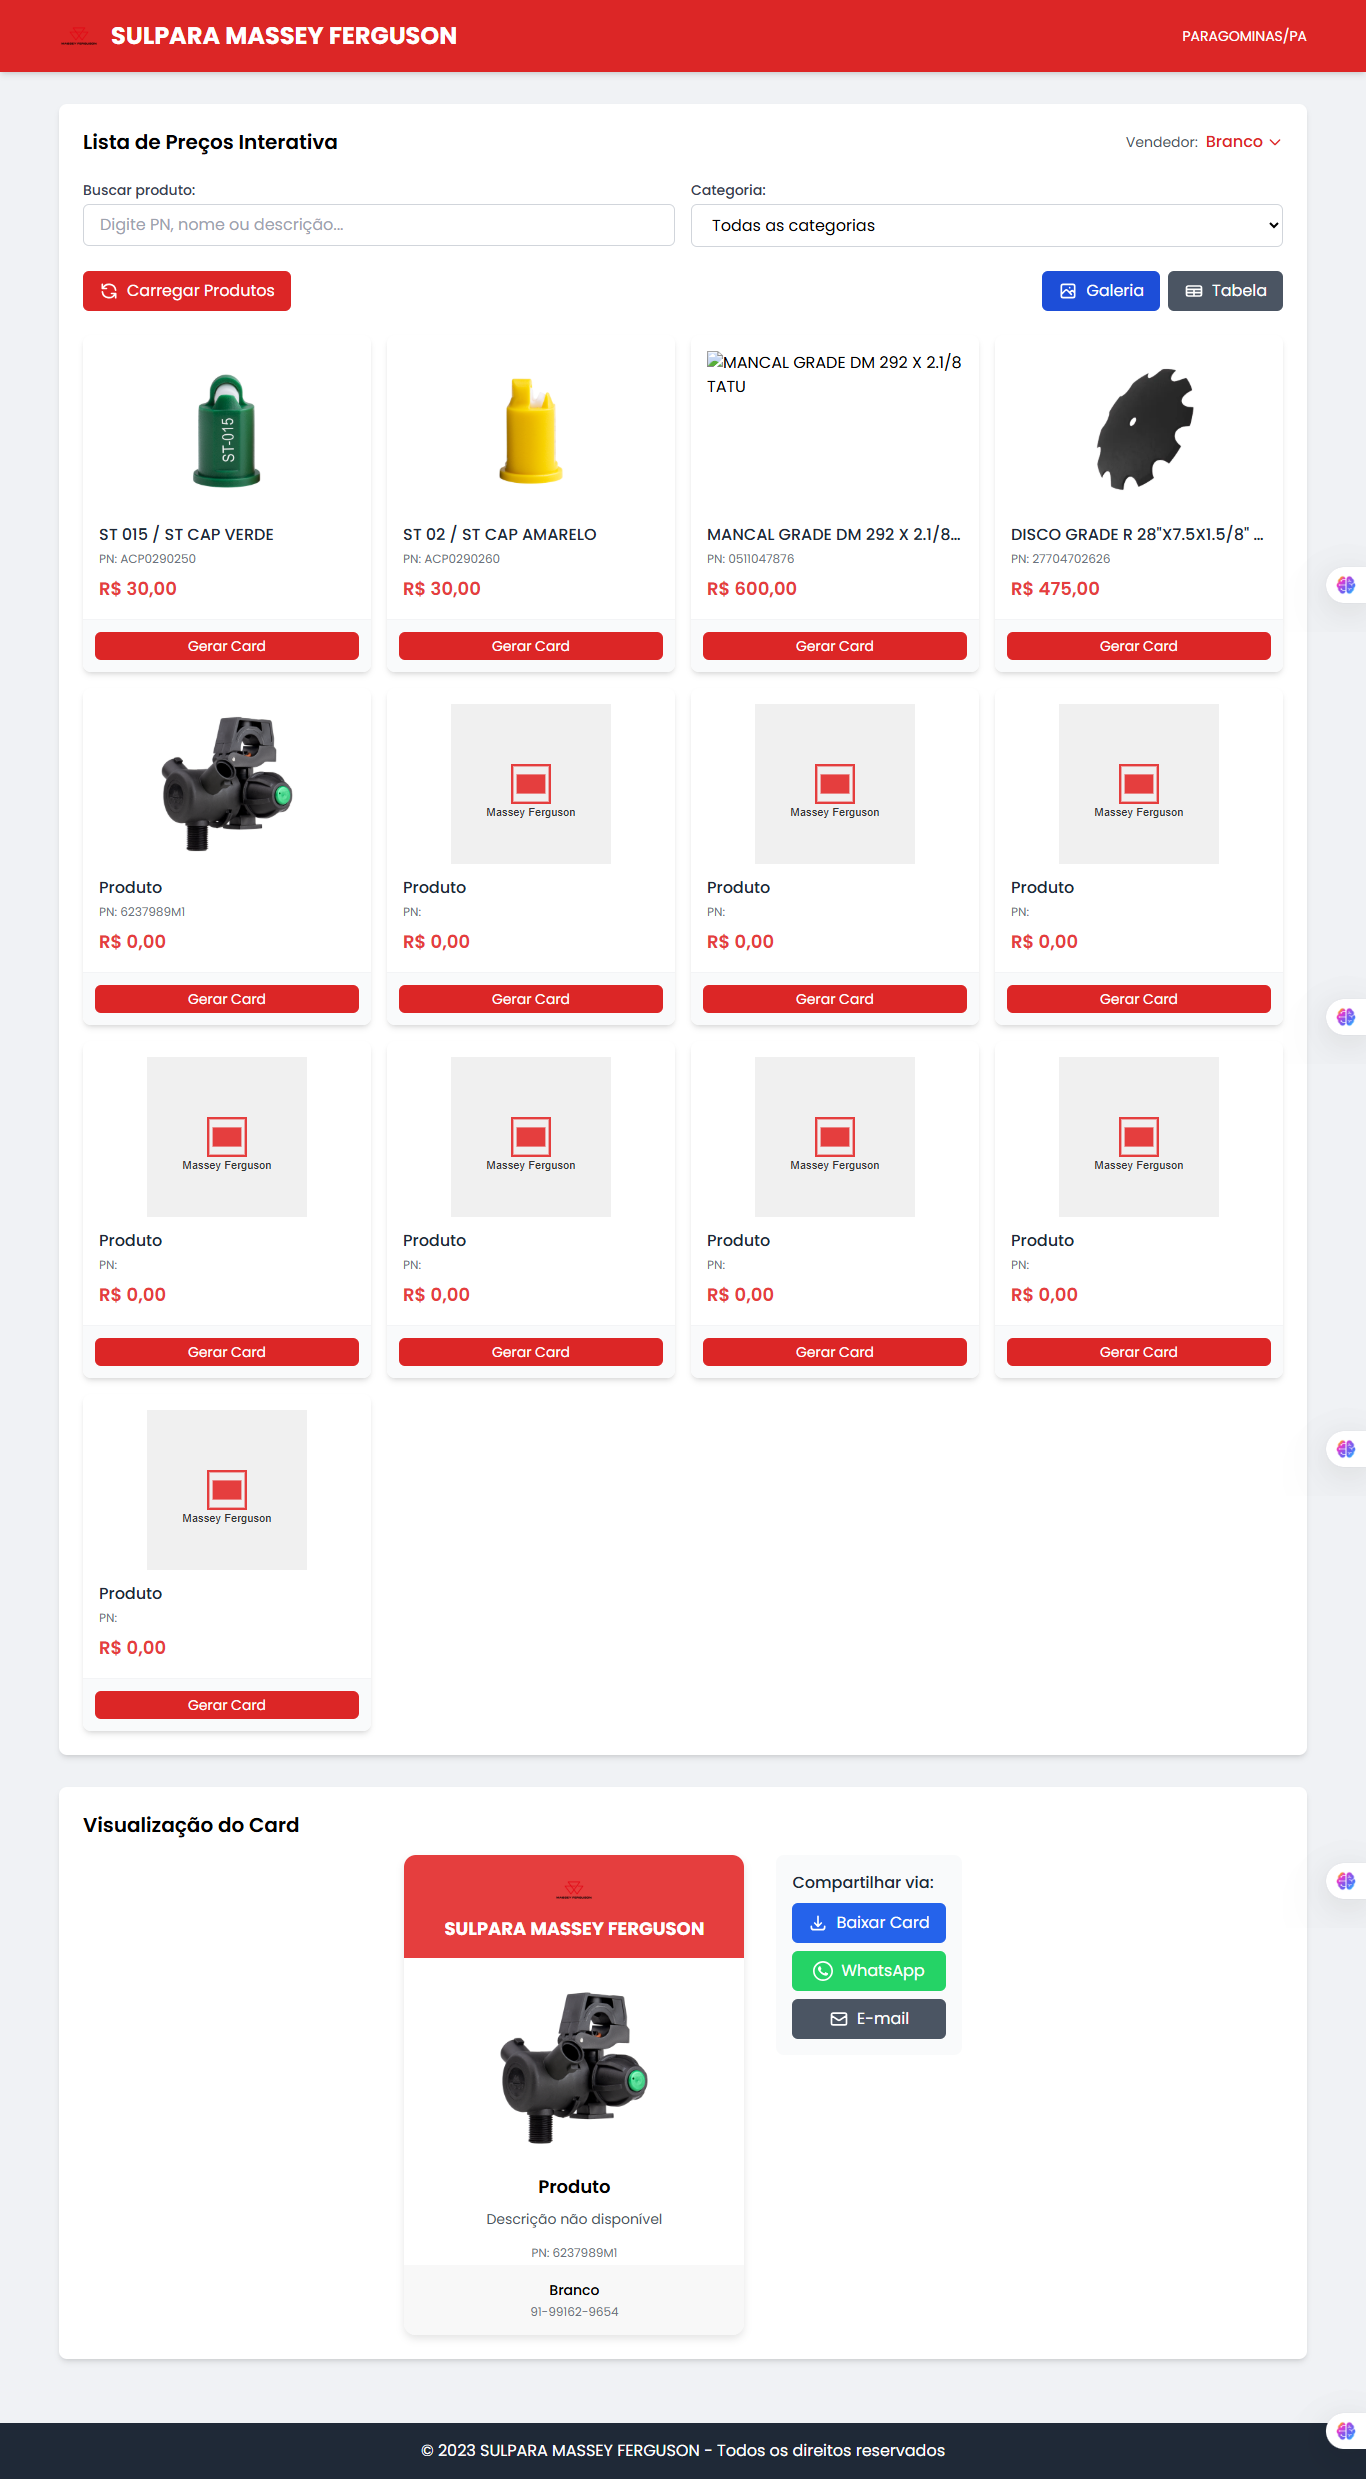 SULPARA MASSEY FERGUSON
PARAGOMINAS/PA
Lista de Preços Interativa
Vendedor: Branco
Buscar produto:
Categoria:
Digite PN, nome ou descrição...
Todas as categorias
Carregar Produtos
Galeria
Tabela
ST-015
MANCAL GRADE DM 292 X 2.1/8
TATU
ST 015 / ST CAP VERDE
PN: ACP0290250
R$ 30,00
Gerar Card
ST 02 / ST CAP AMARELO
PN: ACP0290260
R$ 30,00
Gerar Card
MANCAL GRADE DM 292 X 2.1/8...
PN: 0511047876
R$ 600,00
Gerar Card
DISCO GRADE R 28"X7.5X1.5/8" ...
PN: 27704702626
R$ 475,00
Gerar Card
Produto
PN: 6237989M1
R$ 0,00
Gerar Card
Massey Ferguson
Produto
PN:
R$ 0,00
Gerar Card
Massey Ferguson
Produto
PN:
R$ 0,00
Gerar Card
Massey Ferguson
Produto
PN:
R$ 0,00
Gerar Card
Massey Ferguson
Produto
PN:
R$ 0,00
Gerar Card
Massey Ferguson
Produto
PN:
R$ 0,00
Gerar Card
Massey Ferguson
Produto
PN:
R$ 0,00
Gerar Card
Massey Ferguson
Produto
PN:
R$ 0,00
Gerar Card
Massey Ferguson
Produto
PN:
R$ 0,00
Gerar Card
Visualização do Card
SULPARA MASSEY FERGUSON
Produto
Descrição não disponível
PN: 6237989M1
Branco
91-99162-9654
Compartilhar via:
Baixar Card
WhatsApp
E-mail
© 2023 SULPARA MASSEY FERGUSON - Todos os direitos reservados